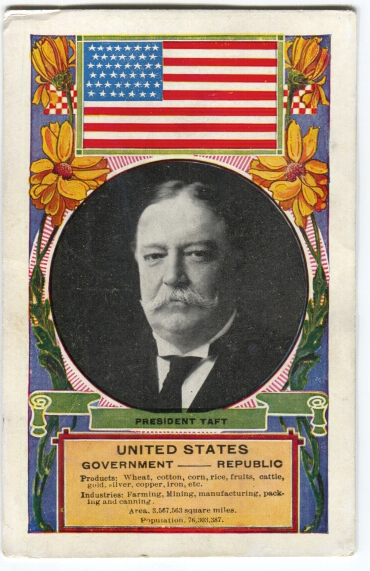 PRESIDENT TAFT
UNITED STATES
GOVERNMENT —— REPUBLIC
Products: Wheat, cotton, corn, rice, fruits, cattle,
gold, silver, copper, iron, etc.
Industries: Farming, Mining, manufacturing, pack-
ing and canning.
Area, 3,567,563 square miles.
Population, 76,303,387.